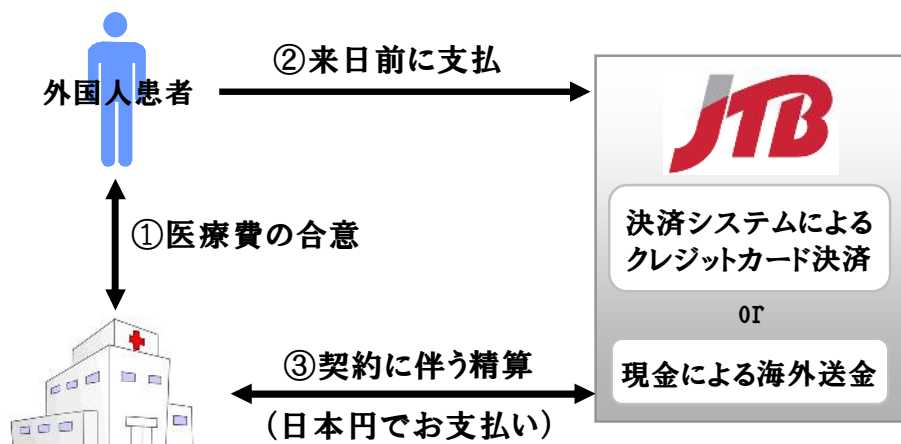 ②来日前に支払
外国人患者
JTB
①医療費の合意
決済システムによる
クレジットカード決済
or
現金による海外送金
③契約に伴う精算
(日本円でお支払い)